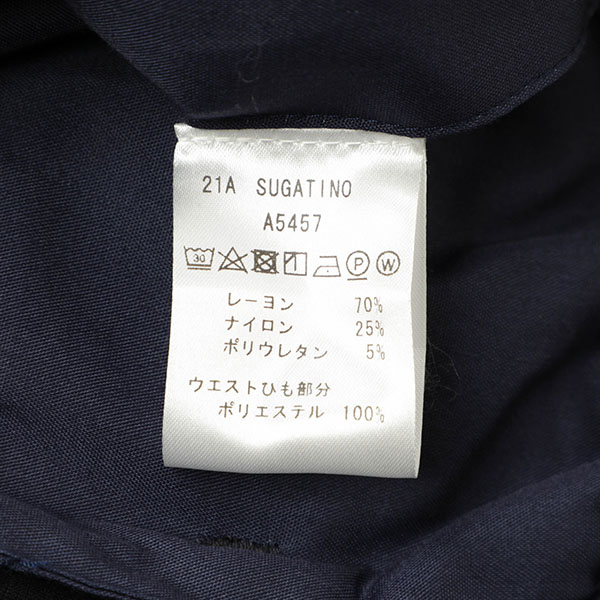 21A SUGATINO
A5457
30 P W
レーヨン 70%
ナイロン 25%
ポリウレタン 5%
ウエストひも部分
ポリエステル 100%